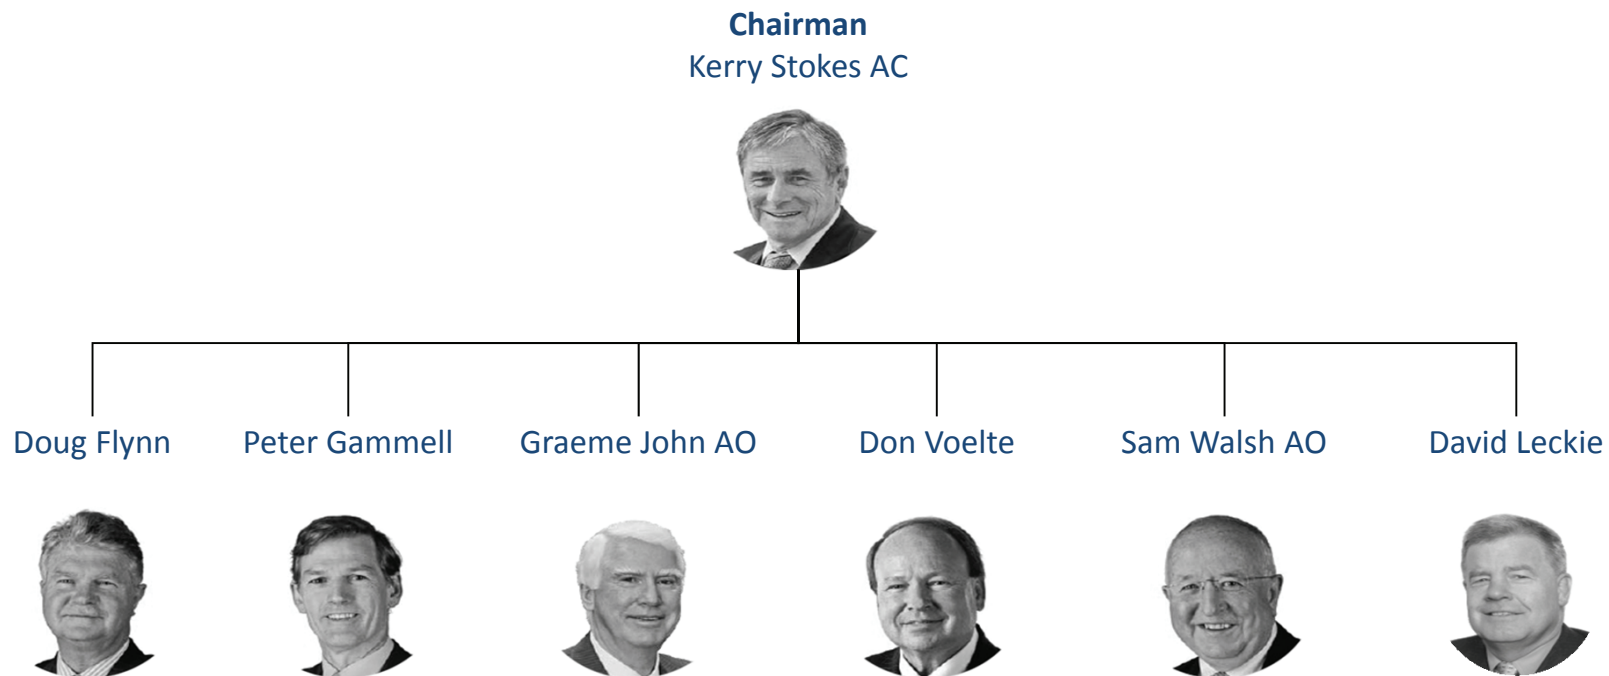 Chairman
Kerry Stokes AC
Doug Flynn
Peter Gammell
Graeme John AO
Don Voelte
Sam Walsh AO
David Leckie